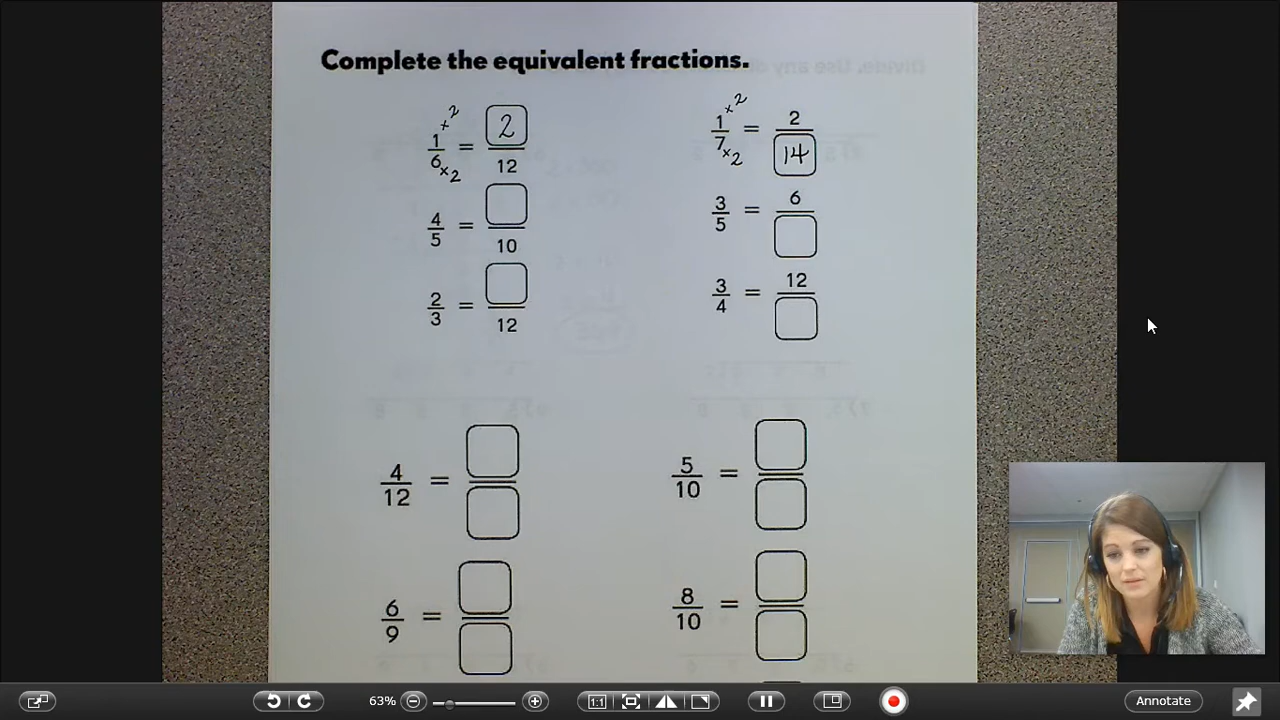 Complete the equivalent fractions.
1/6 ×2 ×2 = 2/12
1/7 ×2 ×2 = 2/14
4/5 = □/10
3/5 = 6/□
2/3 = □/12
3/4 = 12/□
4/12 = □/□
5/10 = □/□
6/9 = □/□
8/10 = □/□
63%
1:1
Annotate